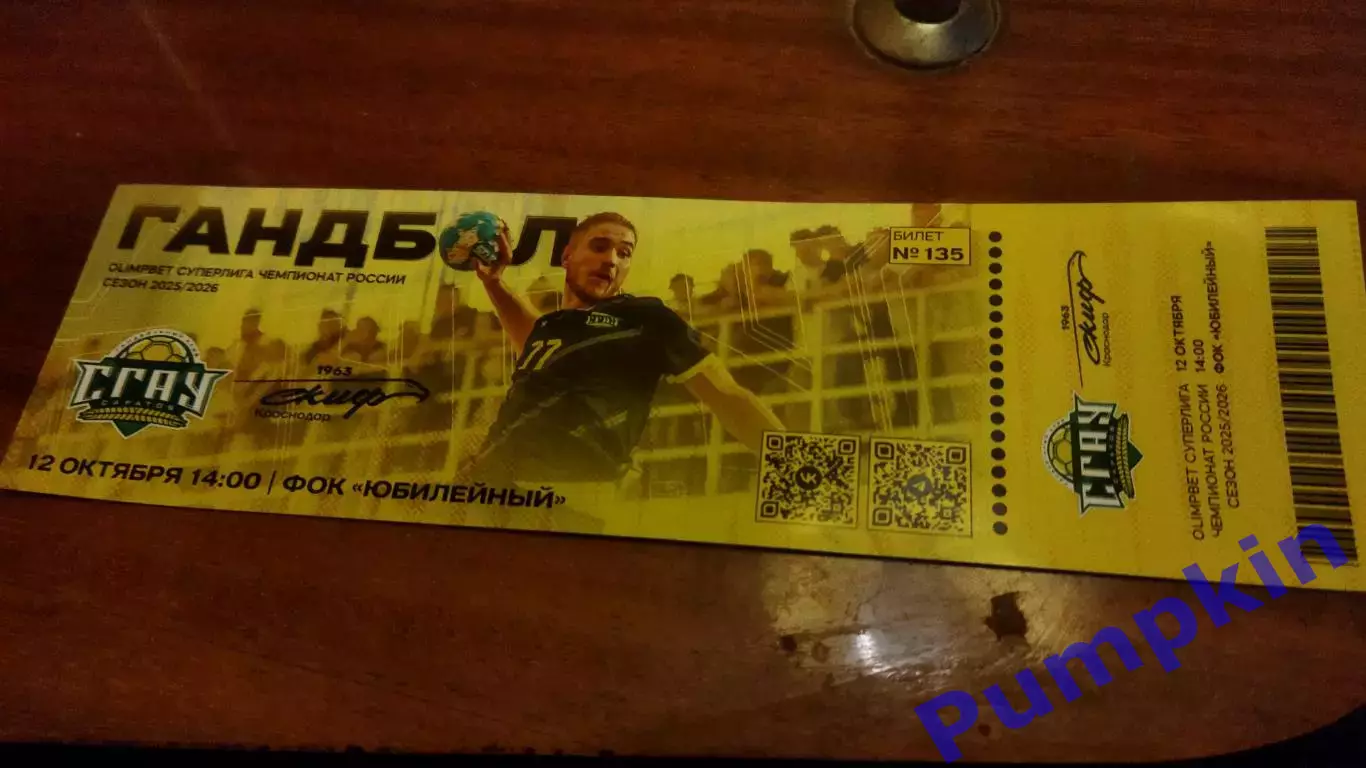 ГАНДБОЛ
OLIMPBET СУПЕРЛИГА ЧЕМПИОНАТ РОССИИ
СЕЗОН 2025/2026
БИЛЕТ
№ 135
СГАУ
САРАТОВ
1963
Скиф
Краснодар
77
12 ОКТЯБРЯ 14:00 | ФОК «ЮБИЛЕЙНЫЙ»
1963
Скиф
Краснодар
СГАУ
OLIMPBET СУПЕРЛИГА 12 ОКТЯБРЯ
ЧЕМПИОНАТ РОССИИ 14:00
СЕЗОН 2025/2026 ФОК «ЮБИЛЕЙНЫЙ»
Pumpkin